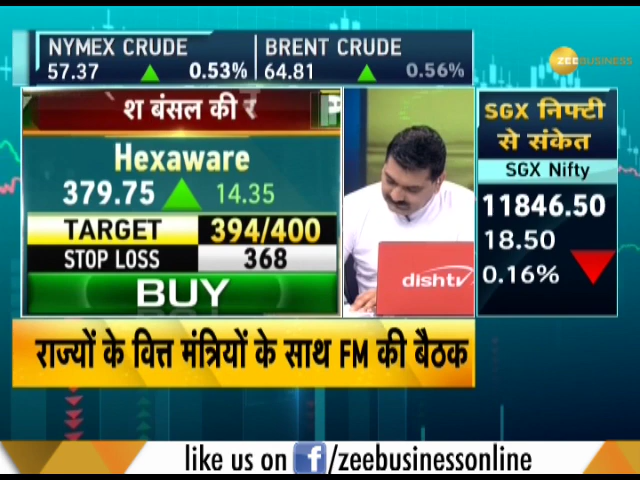 NYMEX CRUDE
57.37 0.53%
BRENT CRUDE
64.81 0.56%
ZEEBUSINESS
बंसल की
Hexaware
379.75 14.35
TARGET 394/400
STOP LOSS 368
BUY
dishtv
SGX निफ्टी
से संकेत
SGX Nifty
11846.50
18.50
0.16%
राज्यों के वित्त मंत्रियों के साथ FM की बैठक
like us on f/zeebusinessonline